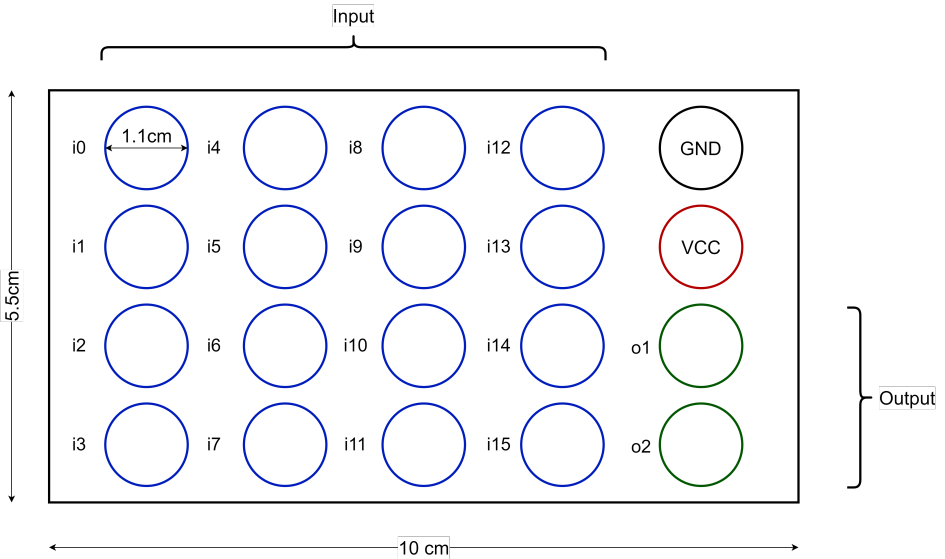 Input
i0
1.1cm
i4
i8
i12
GND
i1
i5
i9
i13
VCC
5.5cm
i2
i6
i10
i14
o1
Output
i3
i7
i11
i15
o2
10 cm